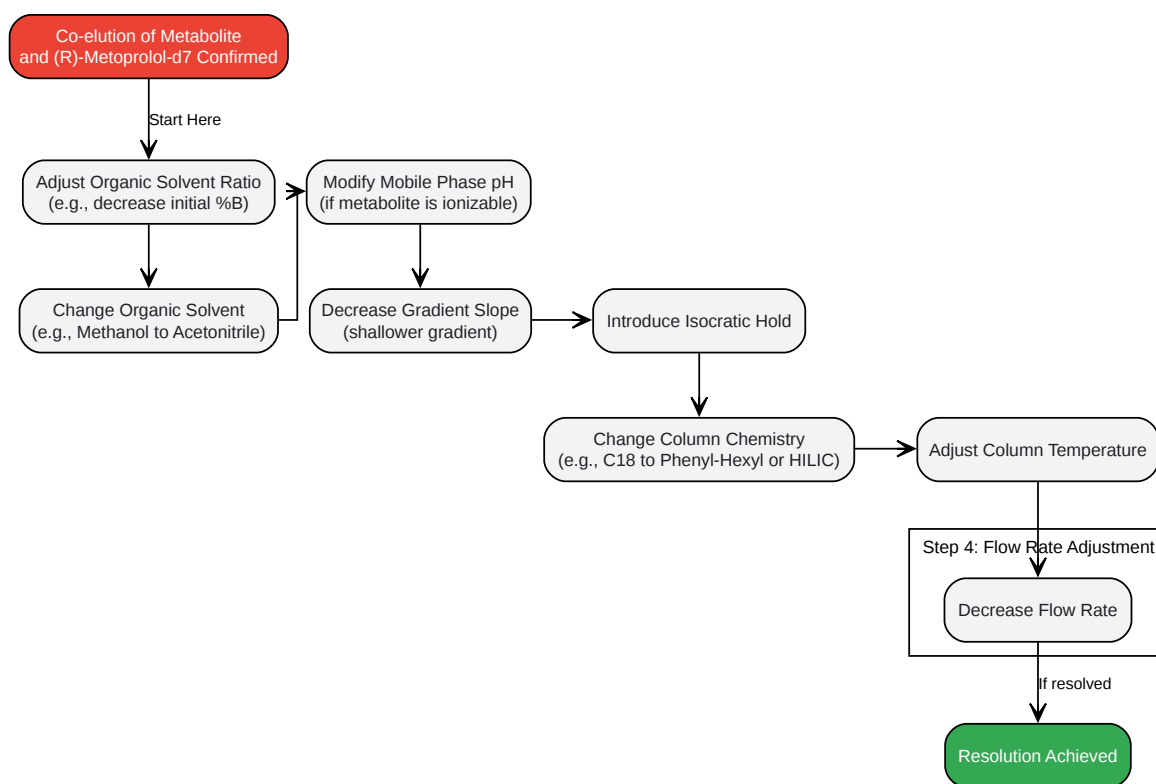 Co-elution of Metabolite
and (R)-Metoprolol-d7 Confirmed
Start Here
Adjust Organic Solvent Ratio
(e.g., decrease initial %B)
Modify Mobile Phase pH
(if metabolite is ionizable)
Change Organic Solvent
(e.g., Methanol to Acetonitrile)
Decrease Gradient Slope
(shallower gradient)
Introduce Isocratic Hold
Change Column Chemistry
(e.g., C18 to Phenyl-Hexyl or HILIC)
Adjust Column Temperature
Step 4: Flow Rate Adjustment
Decrease Flow Rate
If resolved
Resolution Achieved